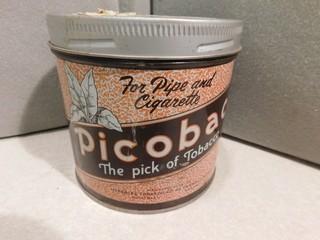 For Pipe and
Cigarette
Picobac
The pick of Tobacco